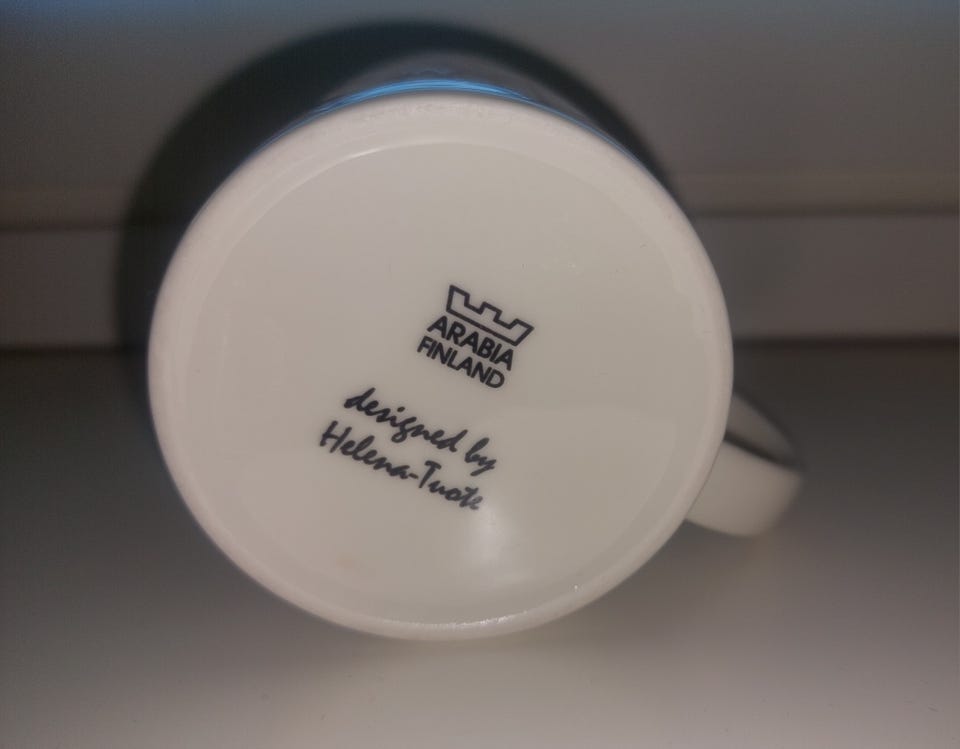 ARABIA
FINLAND
designed by
Helena-Tuote